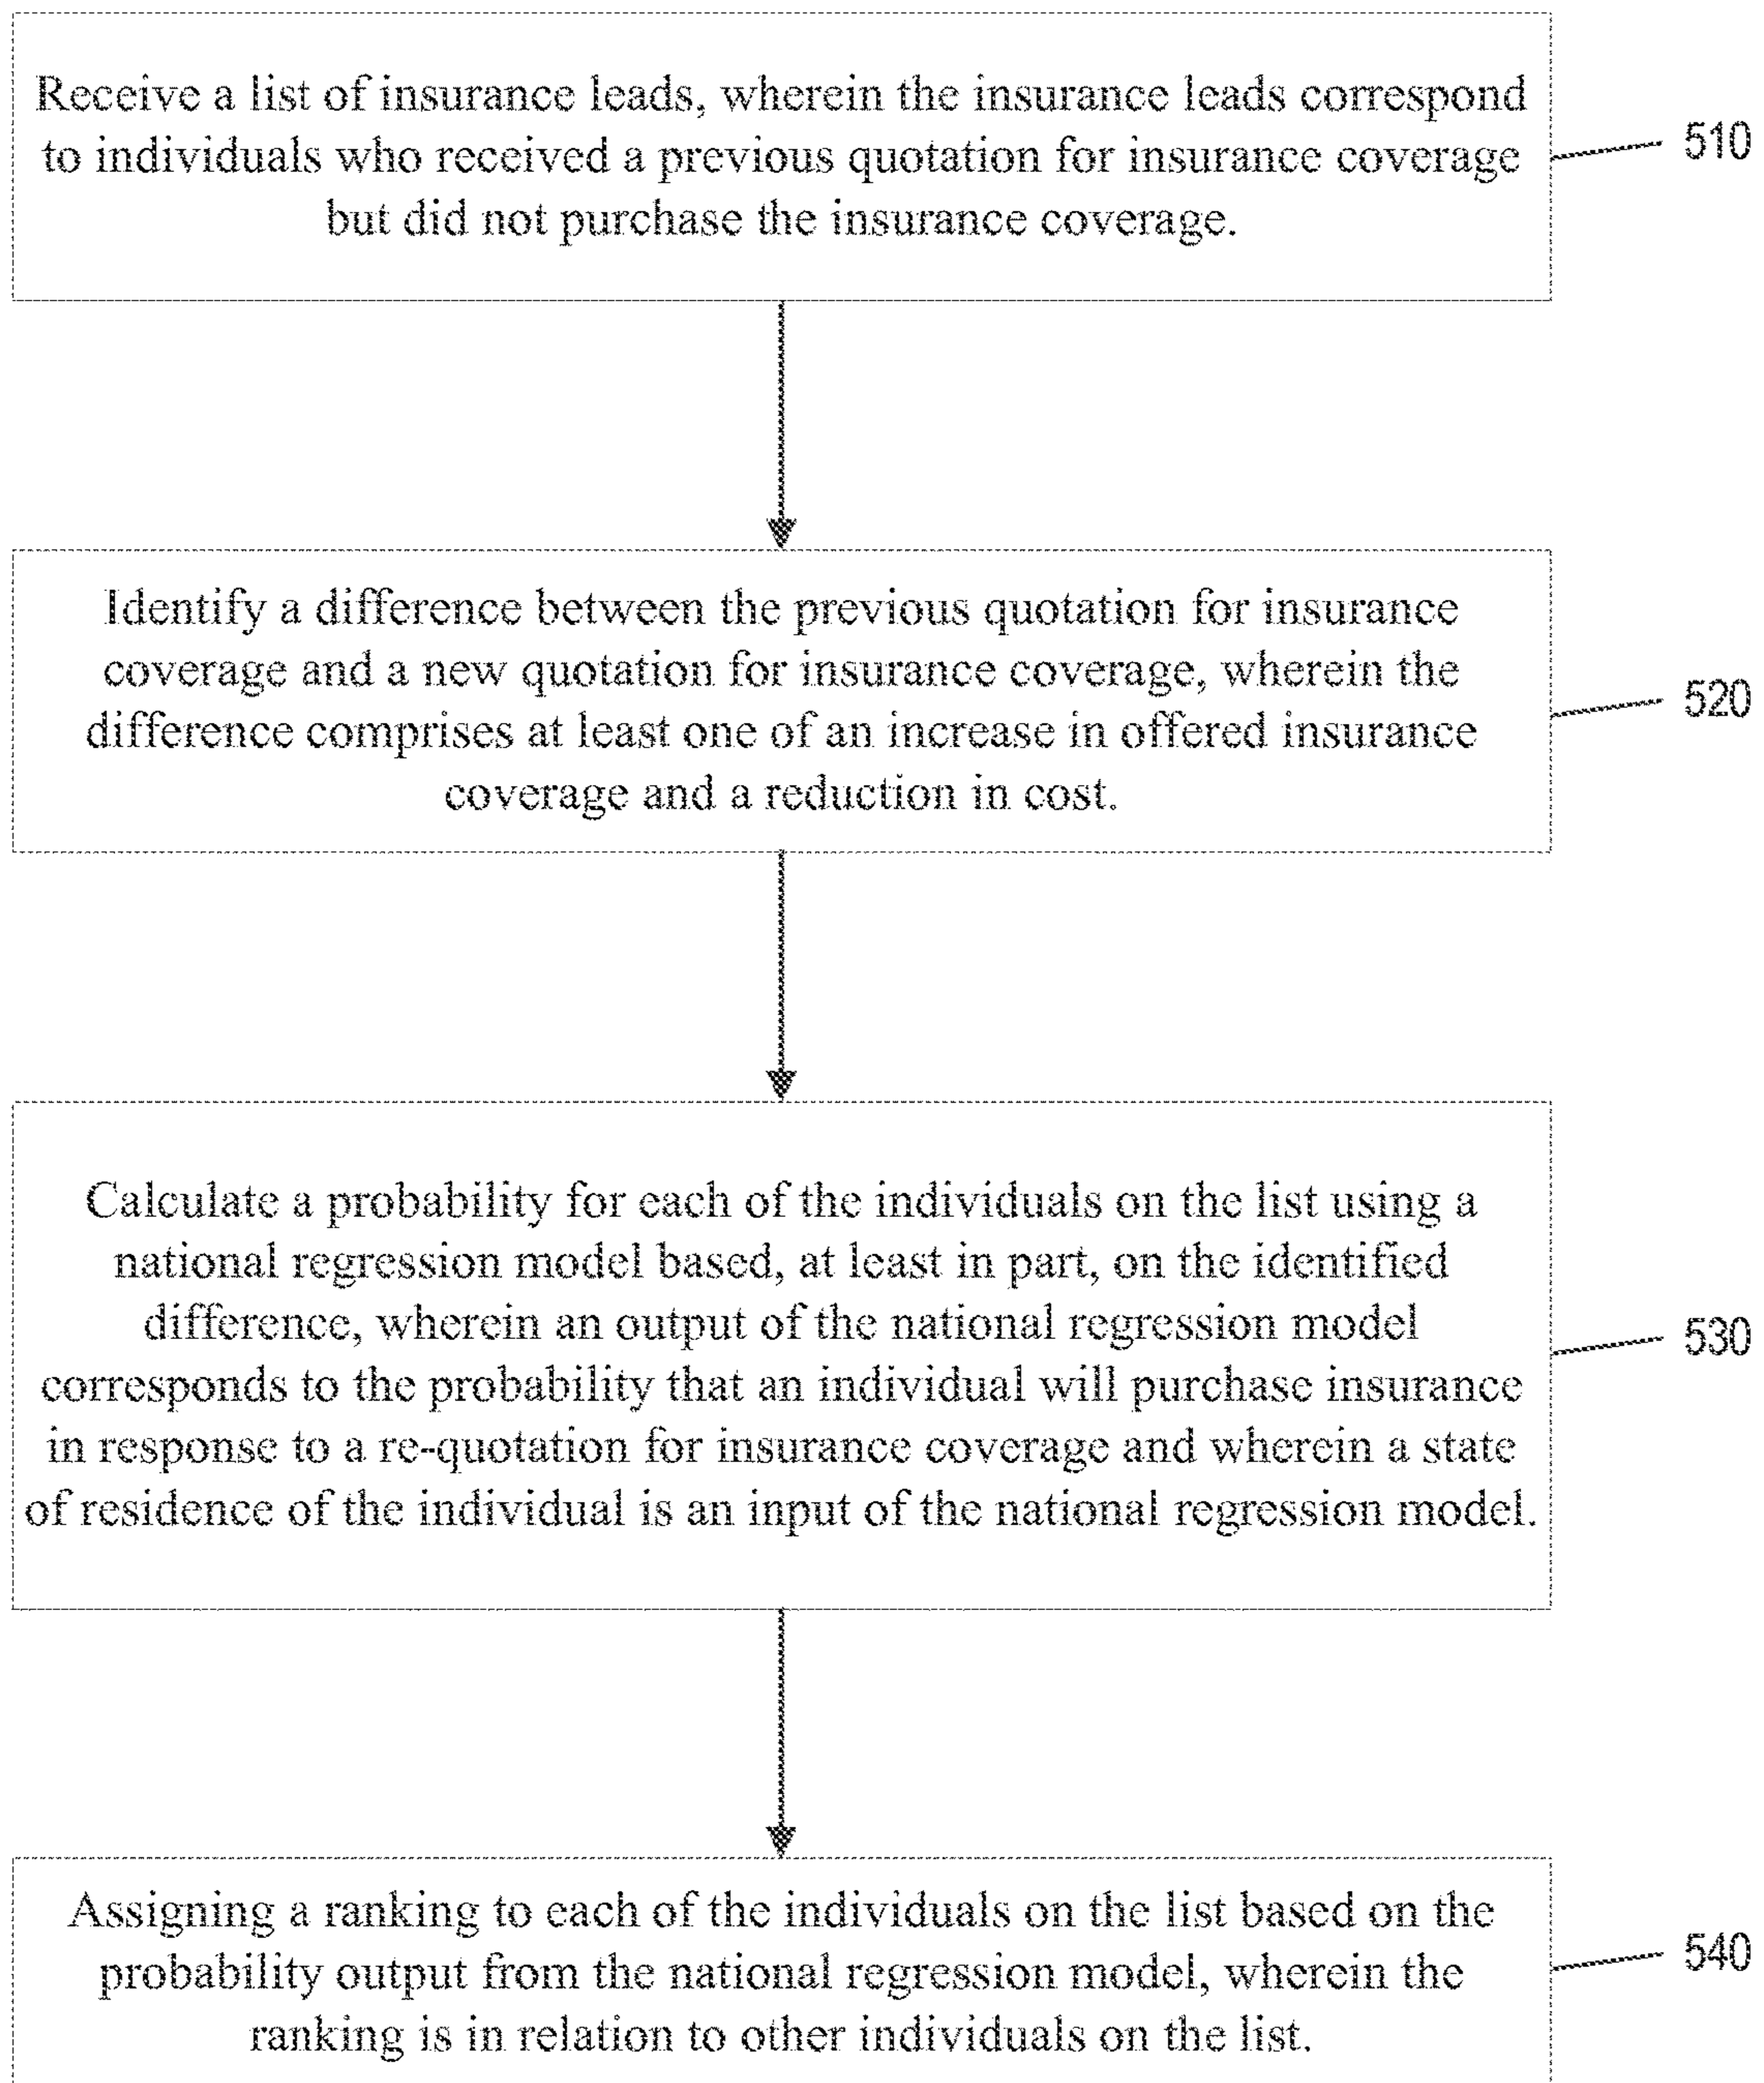 Receive a list of insurance leads, wherein the insurance leads correspond
to individuals who received a previous quotation for insurance coverage
but did not purchase the insurance coverage.
510
Identify a difference between the previous quotation for insurance
coverage and a new quotation for insurance coverage, wherein the
difference comprises at least one of an increase in offered insurance
coverage and a reduction in cost.
520
Calculate a probability for each of the individuals on the list using a
national regression model based, at least in part, on the identified
difference, wherein an output of the national regression model
corresponds to the probability that an individual will purchase insurance
in response to a re-quotation for insurance coverage and wherein a state
of residence of the individual is an input of the national regression model.
530
Assigning a ranking to each of the individuals on the list based on the
probability output from the national regression model, wherein the
ranking is in relation to other individuals on the list.
540